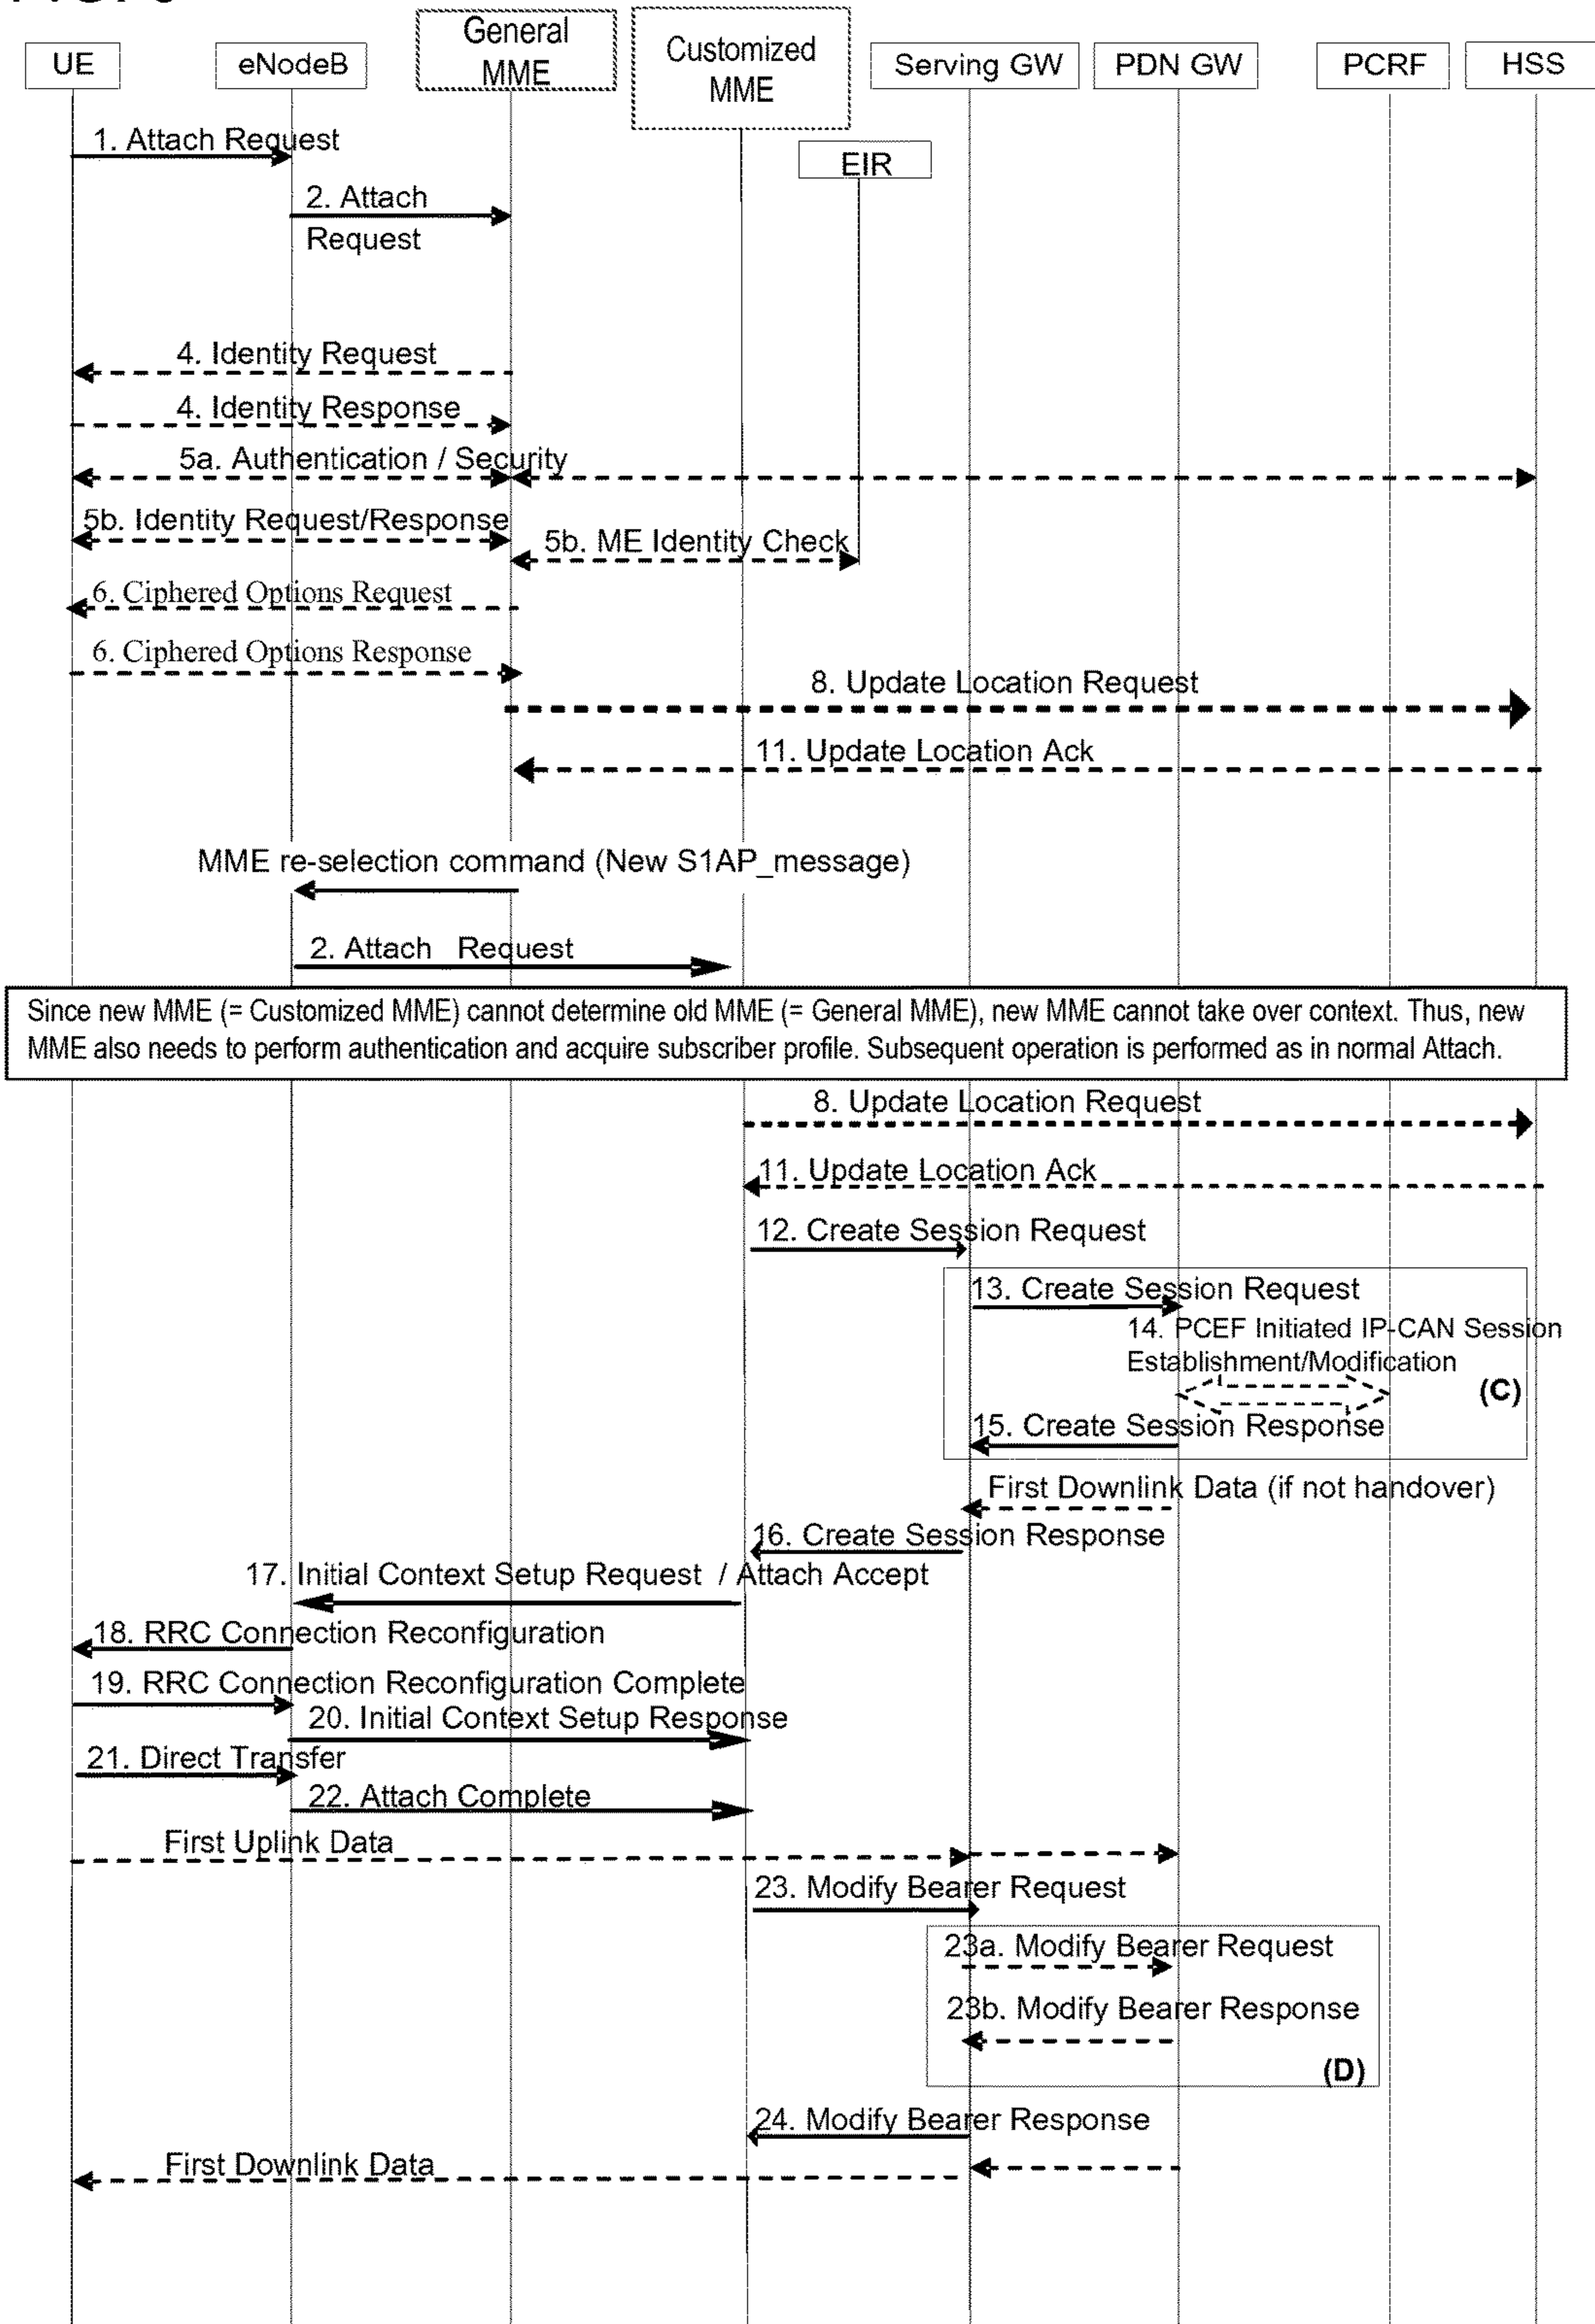 UE
eNodeB
General
MME
Customized
MME
Serving GW
PDN GW
PCRF
HSS
EIR
1. Attach Request
2. Attach
Request
4. Identity Request
4. Identity Response
5a. Authentication / Security
5b. Identity Request/Response
5b. ME Identity Check
6. Ciphered Options Request
6. Ciphered Options Response
8. Update Location Request
11. Update Location Ack
MME re-selection command (New S1AP_message)
2. Attach Request
Since new MME (= Customized MME) cannot determine old MME (= General MME), new MME cannot take over context. Thus, new
MME also needs to perform authentication and acquire subscriber profile. Subsequent operation is performed as in normal Attach.
8. Update Location Request
11. Update Location Ack
12. Create Session Request
13. Create Session Request
14. PCEF Initiated IP-CAN Session
Establishment/Modification
(C)
15. Create Session Response
First Downlink Data (if not handover)
16. Create Session Response
17. Initial Context Setup Request / Attach Accept
18. RRC Connection Reconfiguration
19. RRC Connection Reconfiguration Complete
20. Initial Context Setup Response
21. Direct Transfer
22. Attach Complete
First Uplink Data
23. Modify Bearer Request
23a. Modify Bearer Request
23b. Modify Bearer Response
(D)
24. Modify Bearer Response
First Downlink Data